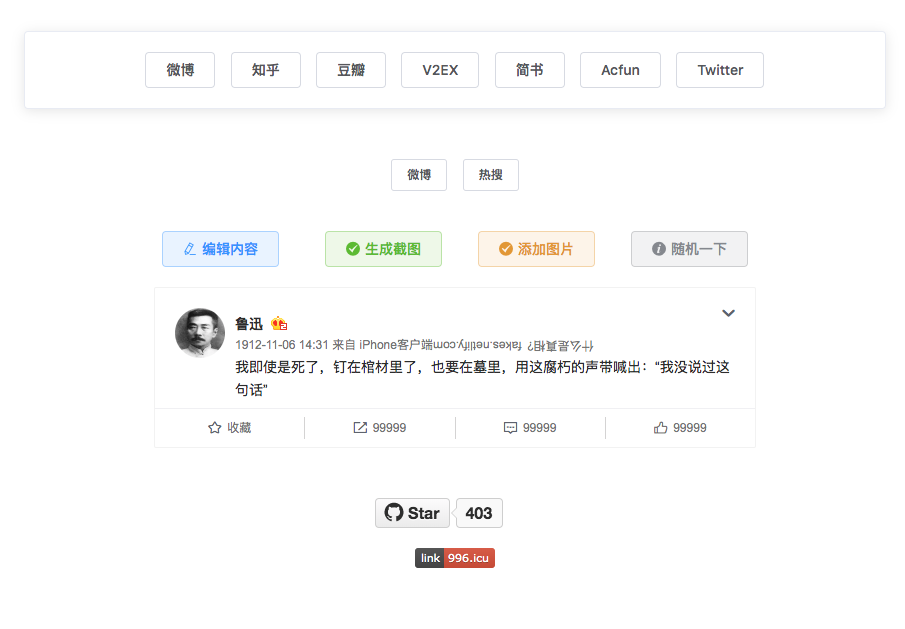 微博 知乎 豆瓣 V2EX 简书 Acfun Twitter
微博 热搜
编辑内容 生成截图 添加图片 随机一下
鲁迅
1912-11-06 14:31 来自 iPhone客户端什么是真相？fakes.netlify.com
我即使是死了，钉在棺材里了，也要在墓里，用这腐朽的声带喊出：“我没说过这
句话”
收藏 99999 99999 99999
Star 403
link 996.icu